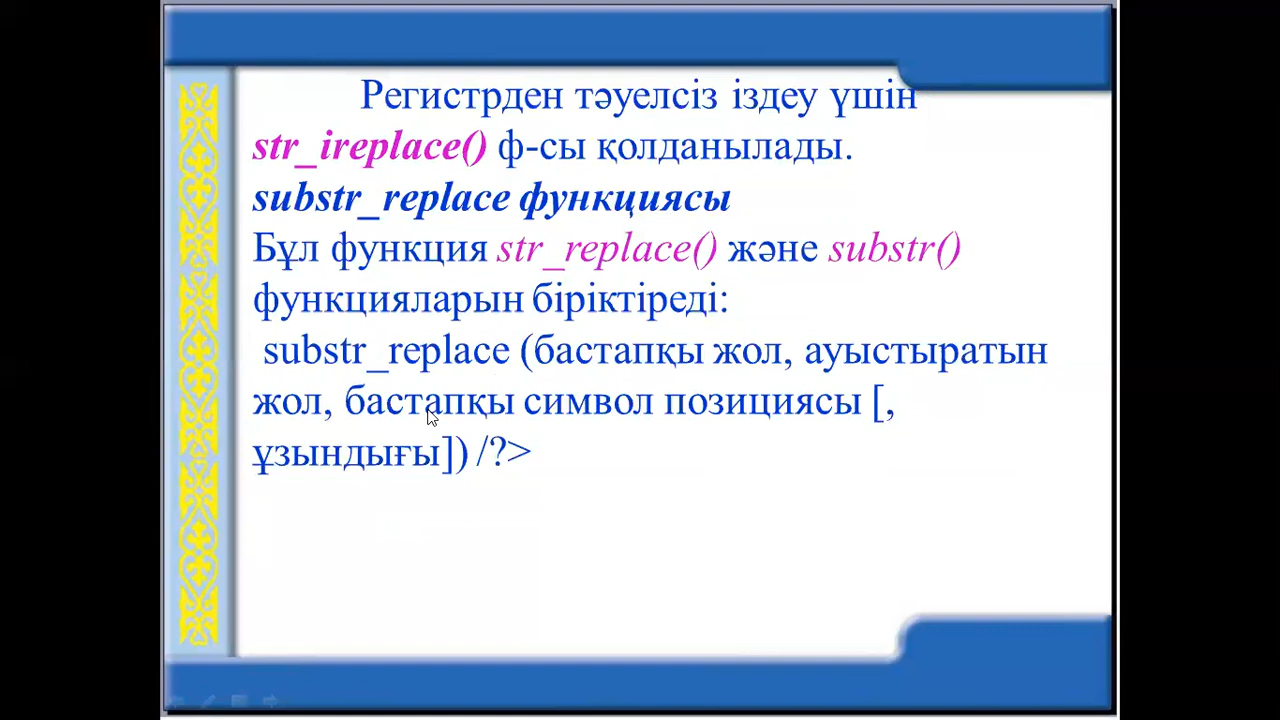 Регистрден тәуелсіз іздеу үшін
str_ireplace() ф-сы қолданылады.
substr_replace функциясы
Бұл функция str_replace() және substr()
функцияларын біріктіреді:
substr_replace (бастапқы жол, ауыстыратын
жол, бастапқы символ позициясы [,
ұзындығы]) /?>